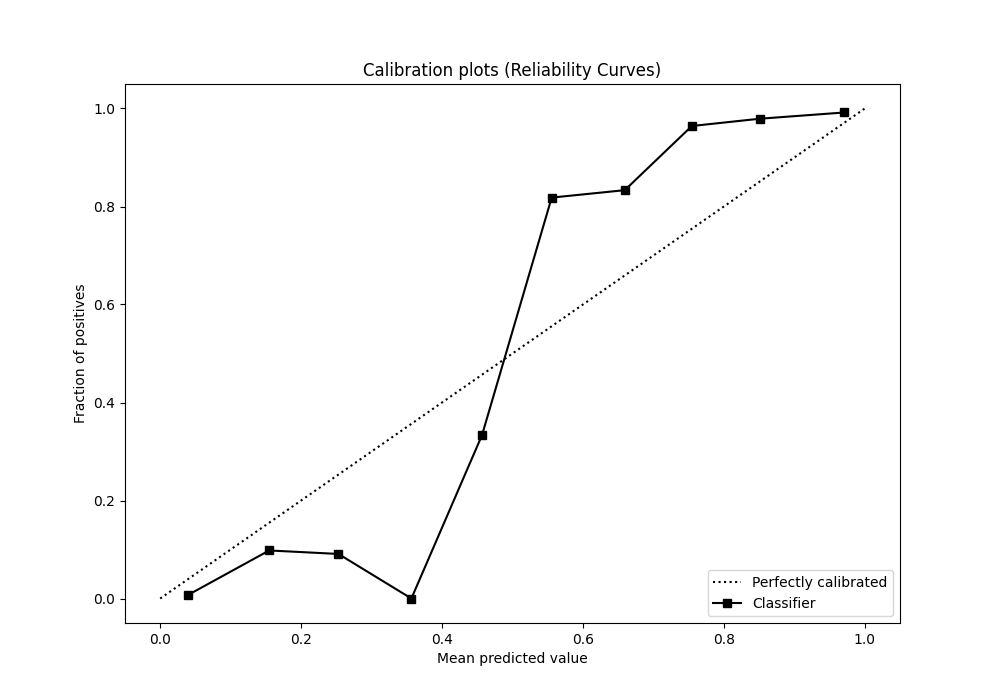 Calibration plots (Reliability Curves)
Fraction of positives
1.0
0.8
0.6
0.4
0.2
0.0
0.0 0.2 0.4 0.6 0.8 1.0
Mean predicted value
Perfectly calibrated
Classifier